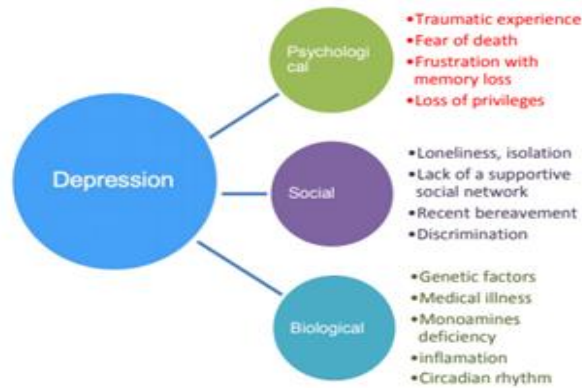 Psychologi
cal
•Traumatic experience
•Fear of death
•Frustration with
memory loss
•Loss of privileges
Depression
Social
•Loneliness, isolation
•Lack of a supportive
social network
•Recent bereavement
•Discrimination
Biological
•Genetic factors
•Medical illness
•Monoamines
deficiency
•inflamation
•Circadian rhythm